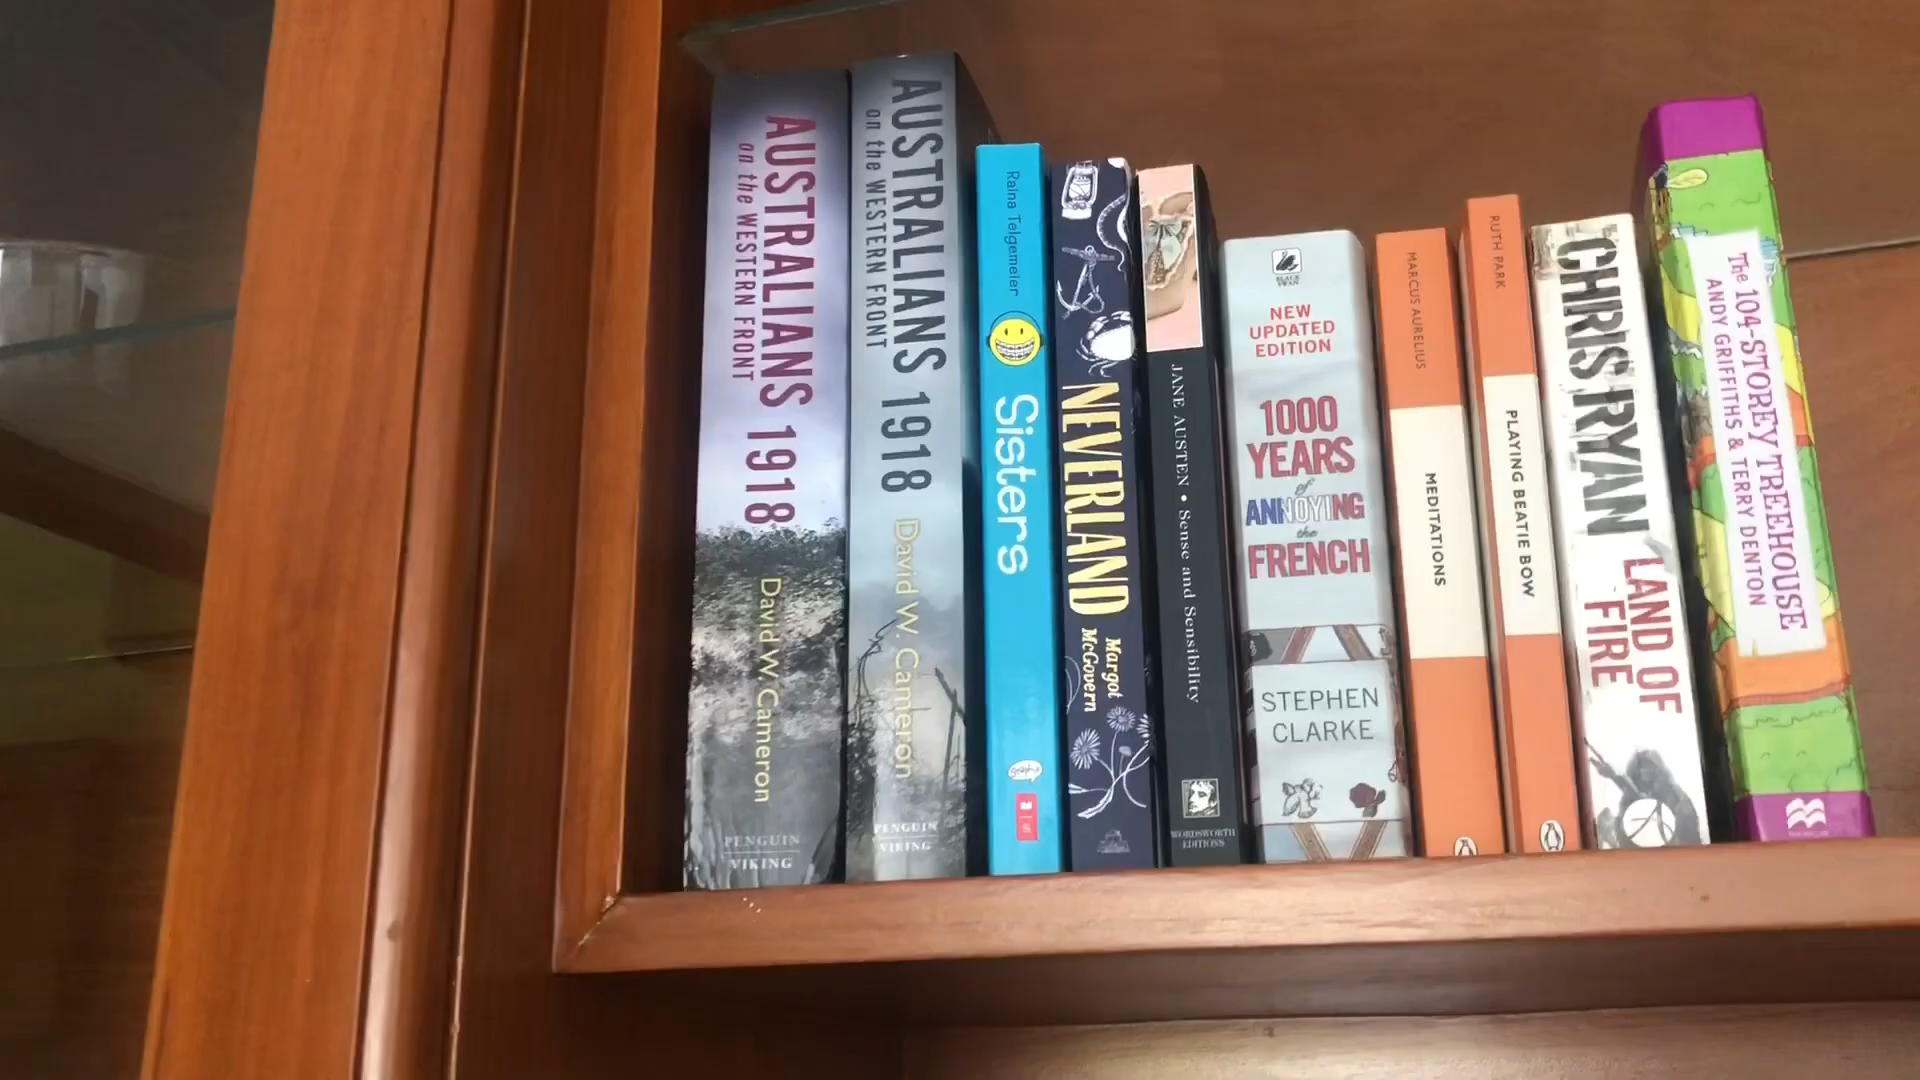 AUSTRALIANS 1918
on the WESTERN FRONT
David W. Cameron
PENGUIN
VIKING
AUSTRALIANS 1918
on the WESTERN FRONT
David W. Cameron
PENGUIN
VIKING
Raina Telgemeier
Sisters
NEVERLAND
Margot
McGovern
JANE AUSTEN • Sense and Sensibility
WORDSWORTH
EDITIONS
BLACK
SWAN
NEW
UPDATED
EDITION
1000
YEARS
of
ANNOYING
the
FRENCH
STEPHEN
CLARKE
MARCUS AURELIUS
MEDITATIONS
RUTH PARK
PLAYING BEATIE BOW
CHRIS RYAN
LAND OF
FIRE
The 104-STOREY TREEHOUSE
ANDY GRIFFITHS & TERRY DENTON